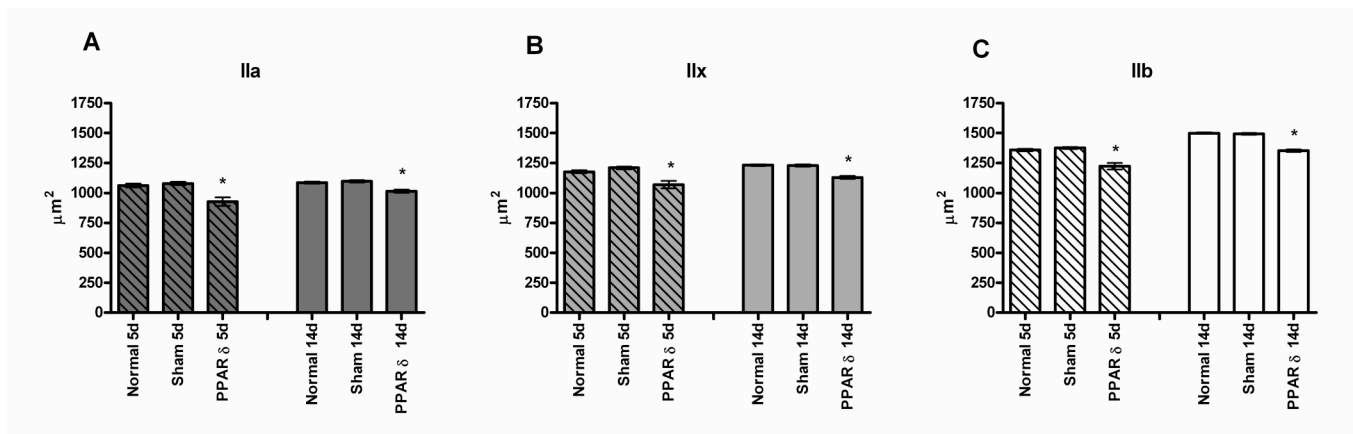 A
IIa
μm²
1750
1500
1250
1000
750
500
250
0
*
*
Normal 5d
Sham 5d
PPAR δ 5d
Normal 14d
Sham 14d
PPAR δ 14d
B
IIx
μm²
1750
1500
1250
1000
750
500
250
0
*
*
Normal 5d
Sham 5d
PPAR δ 5d
Normal 14d
Sham 14d
PPAR δ 14d
C
IIb
μm²
1750
1500
1250
1000
750
500
250
0
*
*
Normal 5d
Sham 5d
PPAR δ 5d
Normal 14d
Sham 14d
PPAR δ 14d